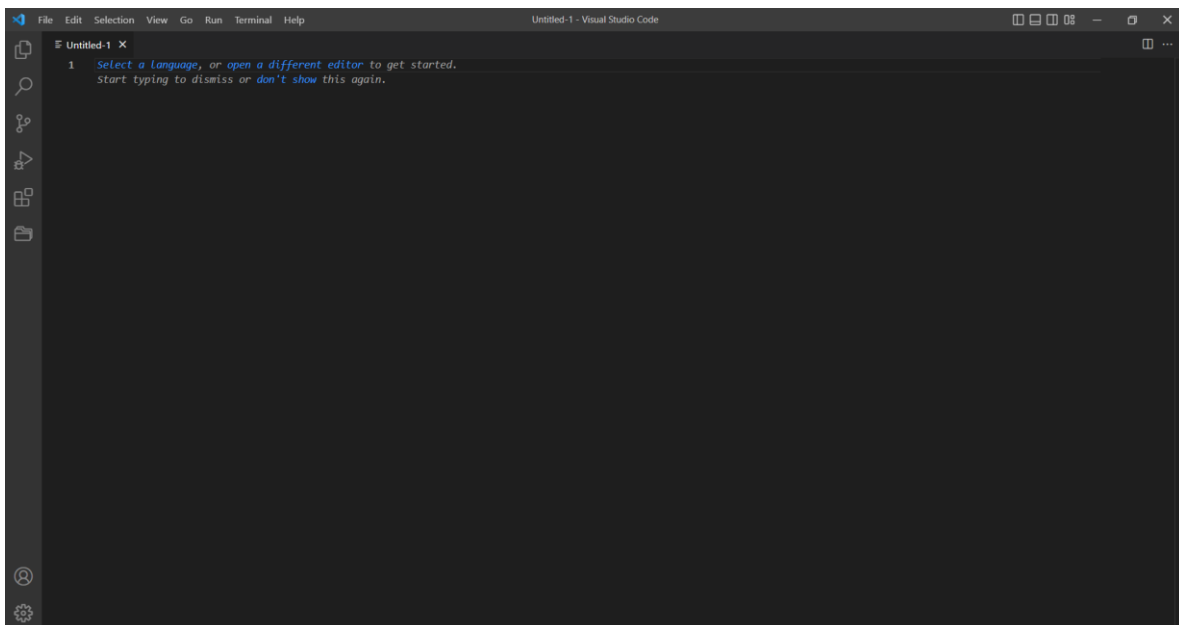 File Edit Selection View Go Run Terminal Help
Untitled-1 - Visual Studio Code
Untitled-1
1 Select a language, or open a different editor to get started.
Start typing to dismiss or don't show this again.